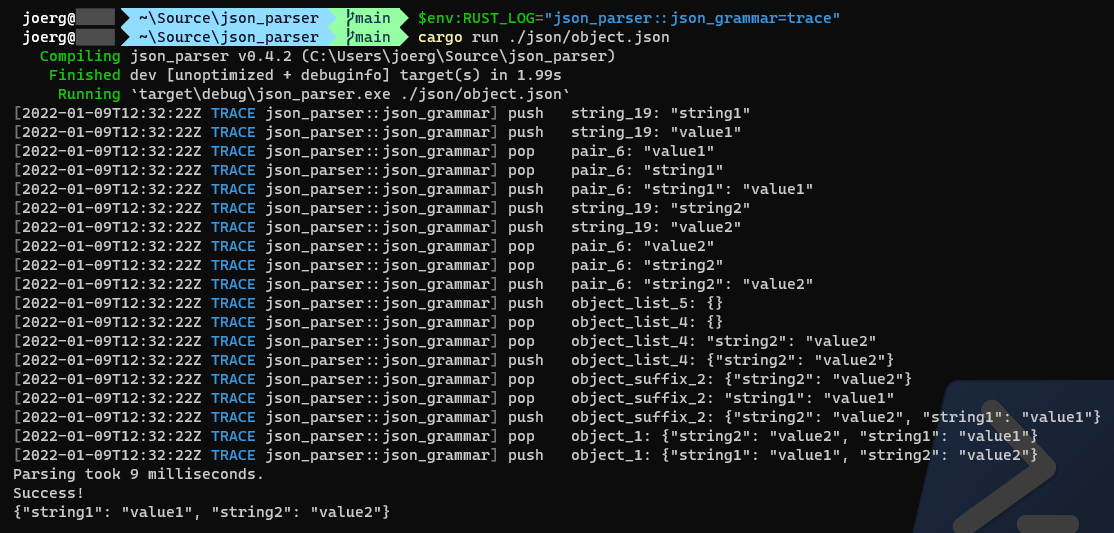 joerg@ ~\Source\json_parser main $env:RUST_LOG="json_parser::json_grammar=trace"
joerg@ ~\Source\json_parser main cargo run ./json/object.json
Compiling json_parser v0.4.2 (C:\Users\joerg\Source\json_parser)
Finished dev [unoptimized + debuginfo] target(s) in 1.99s
Running `target\debug\json_parser.exe ./json/object.json`
[2022-01-09T12:32:22Z TRACE json_parser::json_grammar] push   string_19: "string1"
[2022-01-09T12:32:22Z TRACE json_parser::json_grammar] push   string_19: "value1"
[2022-01-09T12:32:22Z TRACE json_parser::json_grammar] pop    pair_6: "value1"
[2022-01-09T12:32:22Z TRACE json_parser::json_grammar] pop    pair_6: "string1"
[2022-01-09T12:32:22Z TRACE json_parser::json_grammar] push   pair_6: "string1": "value1"
[2022-01-09T12:32:22Z TRACE json_parser::json_grammar] push   string_19: "string2"
[2022-01-09T12:32:22Z TRACE json_parser::json_grammar] push   string_19: "value2"
[2022-01-09T12:32:22Z TRACE json_parser::json_grammar] pop    pair_6: "value2"
[2022-01-09T12:32:22Z TRACE json_parser::json_grammar] pop    pair_6: "string2"
[2022-01-09T12:32:22Z TRACE json_parser::json_grammar] push   pair_6: "string2": "value2"
[2022-01-09T12:32:22Z TRACE json_parser::json_grammar] push   object_list_5: {}
[2022-01-09T12:32:22Z TRACE json_parser::json_grammar] pop    object_list_4: {}
[2022-01-09T12:32:22Z TRACE json_parser::json_grammar] pop    object_list_4: "string2": "value2"
[2022-01-09T12:32:22Z TRACE json_parser::json_grammar] push   object_list_4: {"string2": "value2"}
[2022-01-09T12:32:22Z TRACE json_parser::json_grammar] pop    object_suffix_2: {"string2": "value2"}
[2022-01-09T12:32:22Z TRACE json_parser::json_grammar] pop    object_suffix_2: "string1": "value1"
[2022-01-09T12:32:22Z TRACE json_parser::json_grammar] push   object_suffix_2: {"string2": "value2", "string1": "value1"}
[2022-01-09T12:32:22Z TRACE json_parser::json_grammar] pop    object_1: {"string2": "value2", "string1": "value1"}
[2022-01-09T12:32:22Z TRACE json_parser::json_grammar] push   object_1: {"string1": "value1", "string2": "value2"}
Parsing took 9 milliseconds.
Success!
{"string1": "value1", "string2": "value2"}